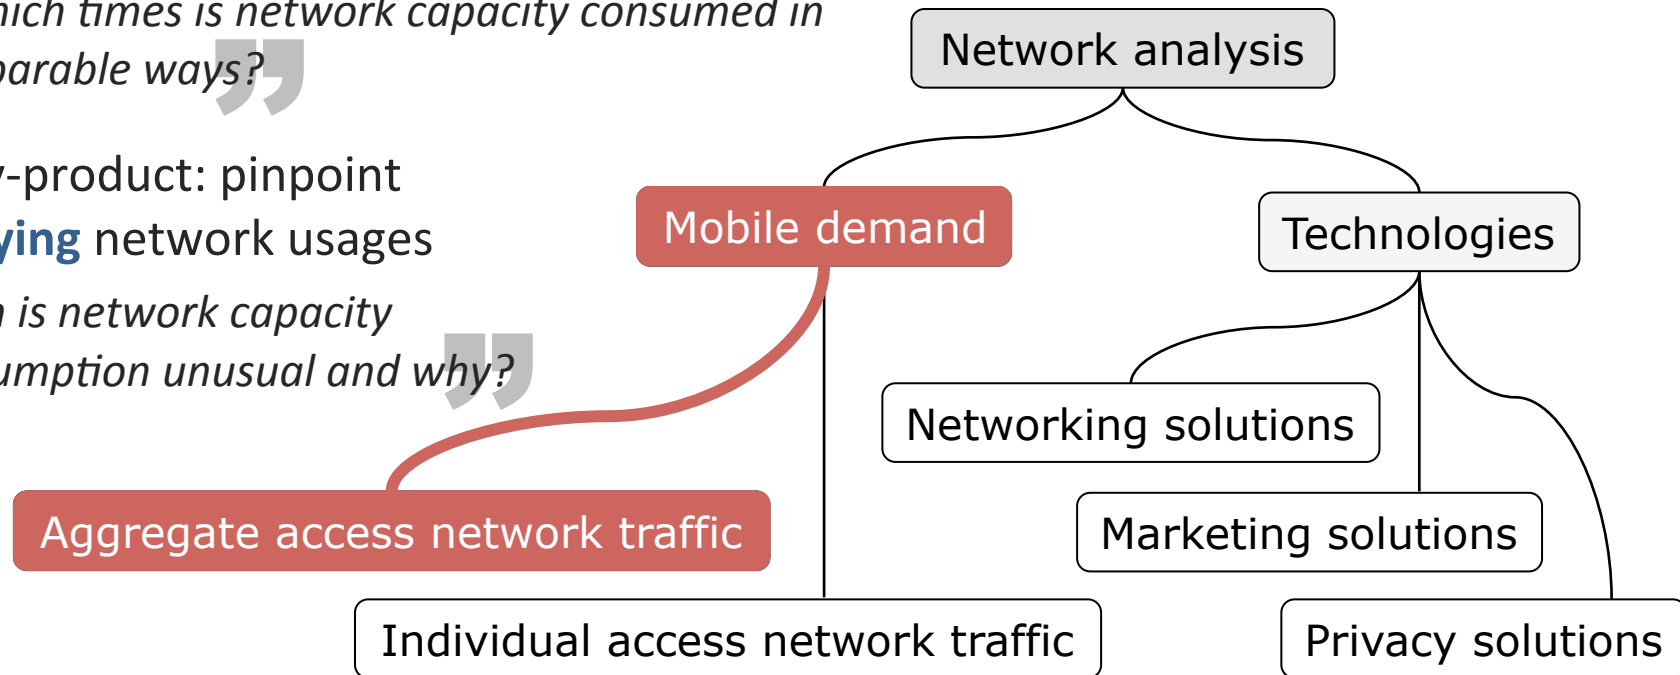 which times is network capacity consumed in
parable ways?
”
y-product: pinpoint
ying network usages
n is network capacity
umption unusual and why?
”
Network analysis
Mobile demand
Technologies
Networking solutions
Aggregate access network traffic
Marketing solutions
Individual access network traffic
Privacy solutions